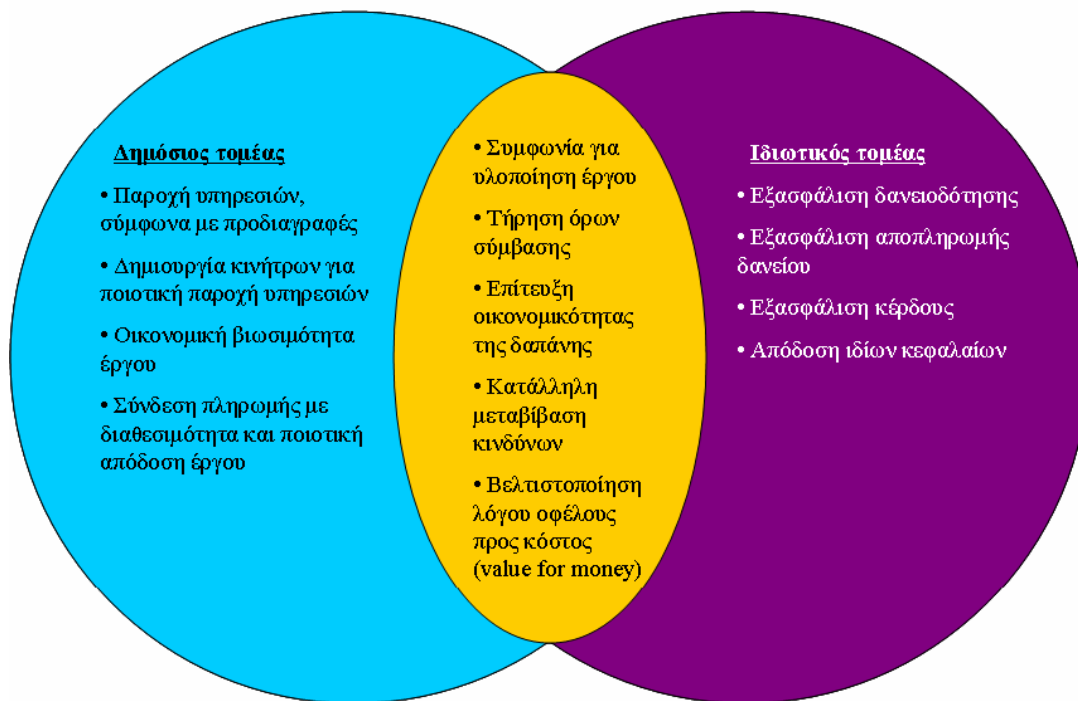 Δημόσιος τομέας
• Παροχή υπηρεσιών,
σύμφωνα με προδιαγραφές
• Δημιουργία κινήτρων για
ποιοτική παροχή υπηρεσιών
• Οικονομική βιωσιμότητα
έργου
• Σύνδεση πληρωμής με
διαθεσιμότητα και ποιοτική
απόδοση έργου
• Συμφωνία για
υλοποίηση έργου
• Τήρηση όρων
σύμβασης
• Επίτευξη
οικονομικότητας
της δαπάνης
• Κατάλληλη
μεταβίβαση
κινδύνων
• Βελτιστοποίηση
λόγου οφέλους
προς κόστος
(value for money)
Ιδιωτικός τομέας
• Εξασφάλιση δανειοδότησης
• Εξασφάλιση αποπληρωμής
δανείου
• Εξασφάλιση κέρδους
• Απόδοση ιδίων κεφαλαίων